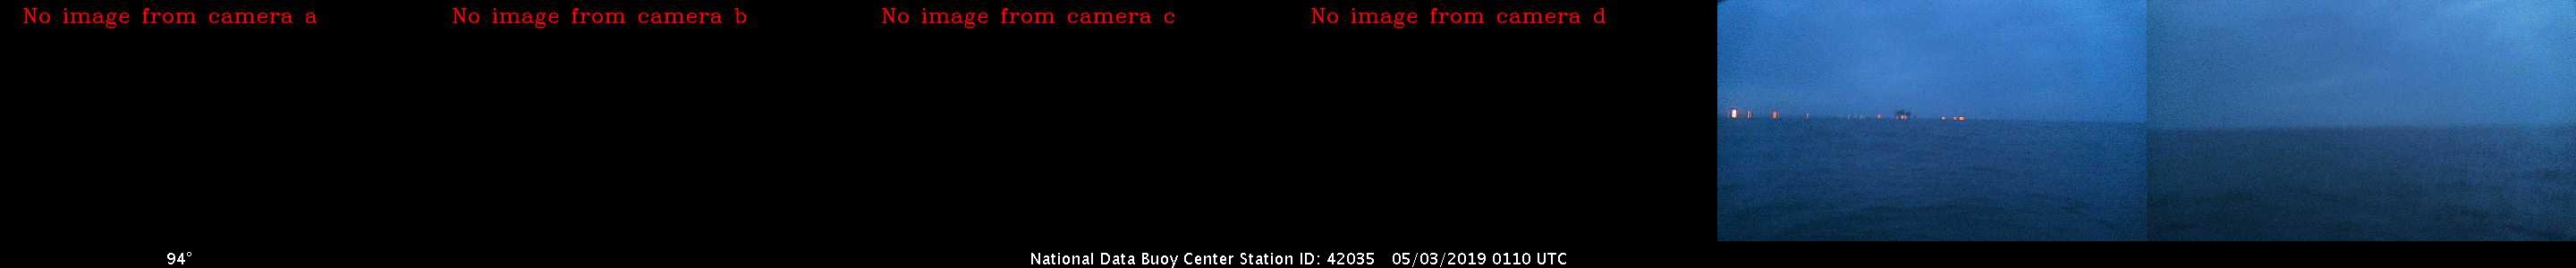 No image from camera a
No image from camera b
No image from camera c
No image from camera d
94°
National Data Buoy Center Station ID: 42035 05/03/2019 0110 UTC